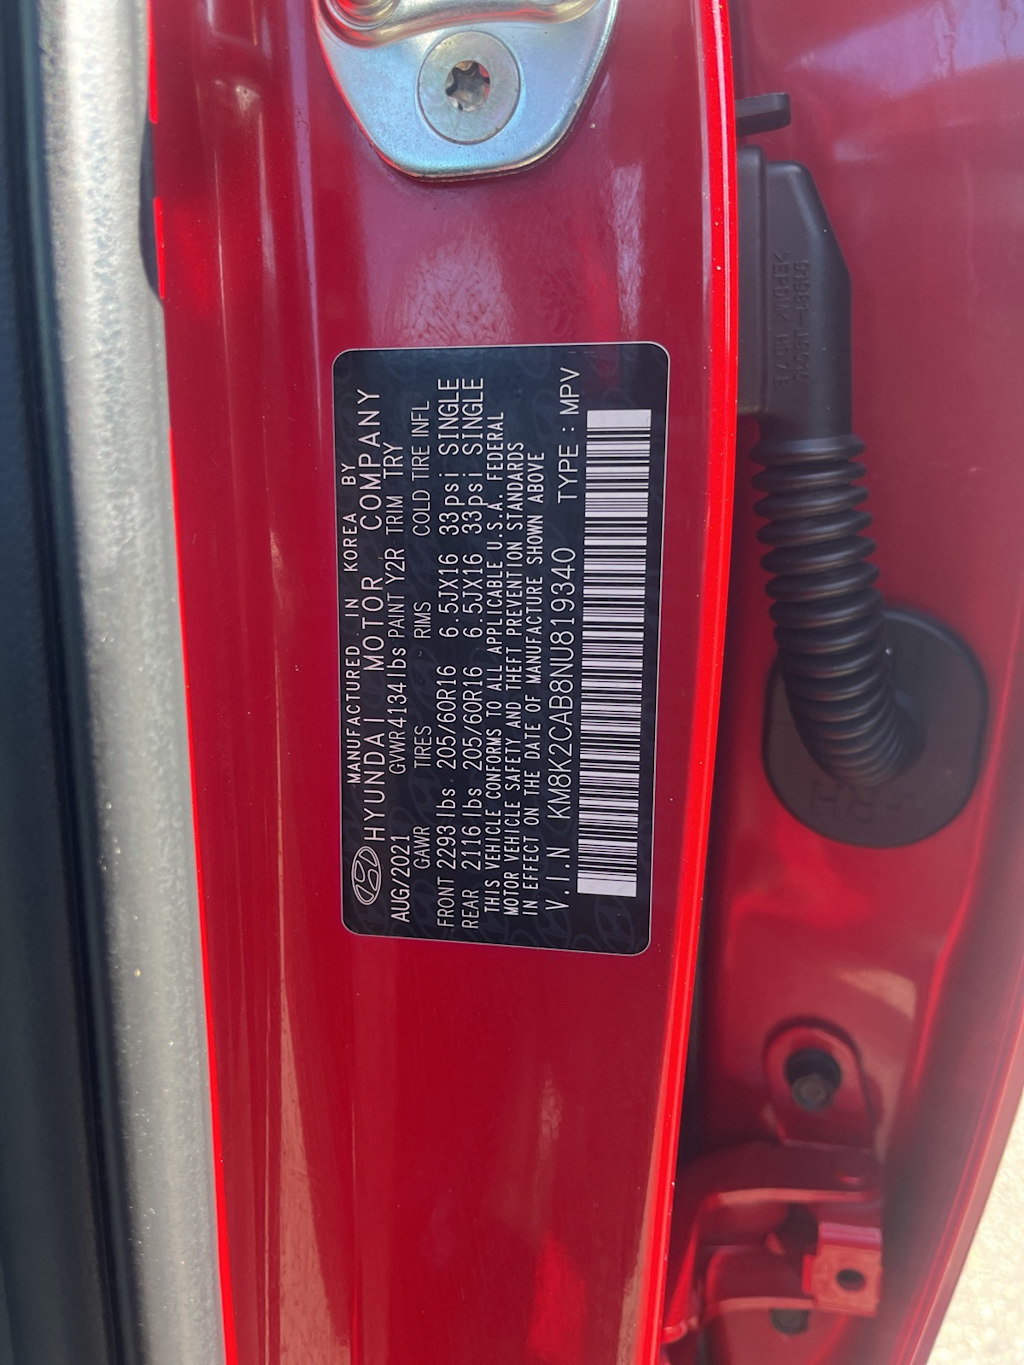 MANUFACTURED IN KOREA BY
HYUNDAI MOTOR COMPANY
AUG/2021 GVWR4134lbs PAINT Y2R TRIM TRY
GAWR TIRES RIMS COLD TIRE INFL
FRONT 2293lbs 205/60R16 6.5JX16 33psi SINGLE
REAR 2116lbs 205/60R16 6.5JX16 33psi SINGLE
THIS VEHICLE CONFORMS TO ALL APPLICABLE U.S.A. FEDERAL
MOTOR VEHICLE SAFETY AND THEFT PREVENTION STANDARDS
IN EFFECT ON THE DATE OF MANUFACTURE SHOWN ABOVE
V.I.N KM8K2CAB8NU819340 TYPE : MPV